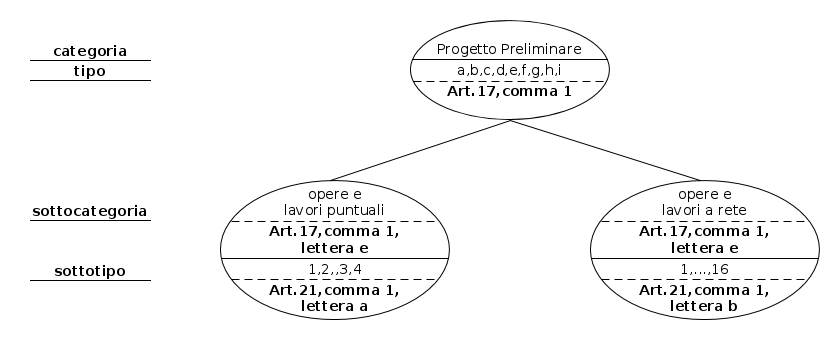 categoria
tipo
Progetto Preliminare
a,b,c,d,e,f,g,h,i
Art.17,comma 1
sottocategoria
sottotipo
opere e
lavori puntuali
Art.17,comma 1,
lettera e
1,2,,3,4
Art.21,comma 1,
lettera a
opere e
lavori a rete
Art.17,comma 1,
lettera e
1,...,16
Art.21,comma 1,
lettera b